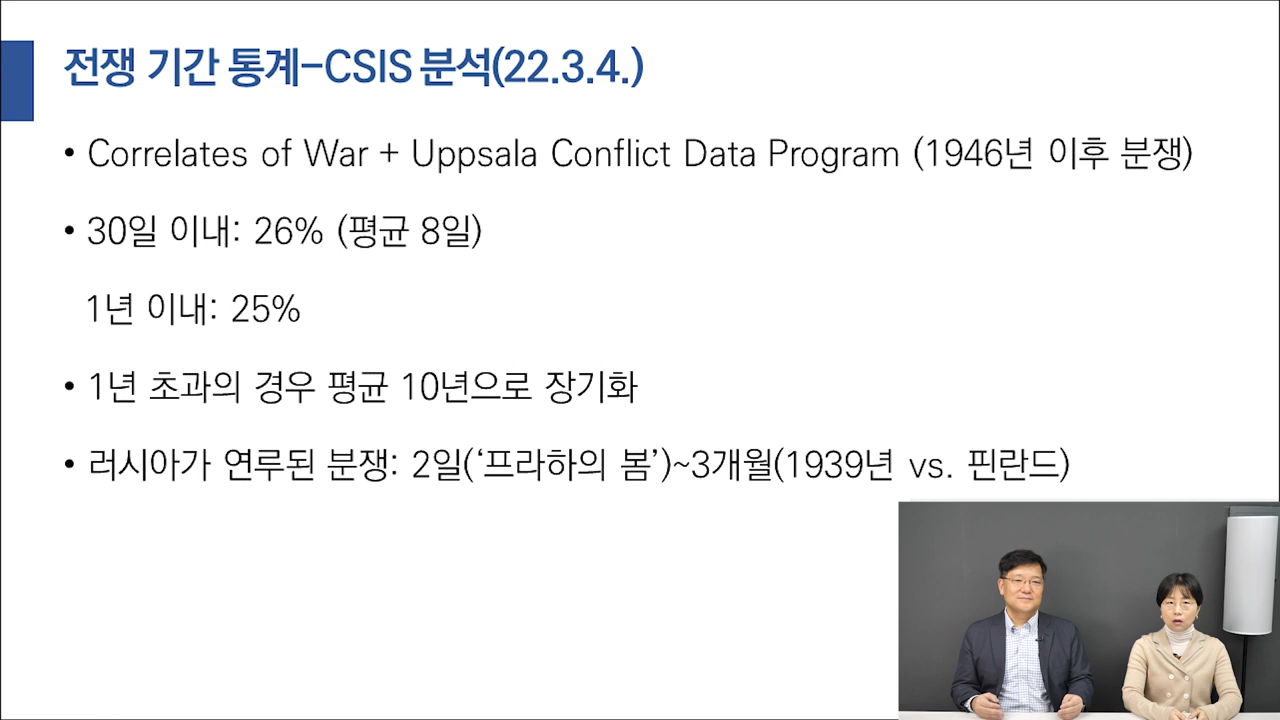 전쟁 기간 통계-CSIS 분석(22.3.4.)
• Correlates of War + Uppsala Conflict Data Program (1946년 이후 분쟁)
• 30일 이내: 26% (평균 8일)
1년 이내: 25%
• 1년 초과의 경우 평균 10년으로 장기화
• 러시아가 연루된 분쟁: 2일(‘프라하의 봄’)~3개월(1939년 vs. 핀란드)